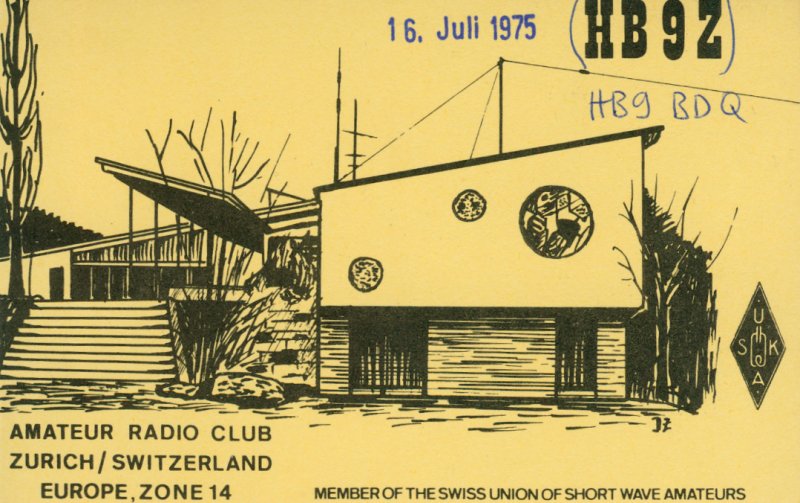 16. Juli 1975
(HB9Z)
HB9 BDQ
JZ
U
S K
A
AMATEUR RADIO CLUB
ZURICH/SWITZERLAND
EUROPE, ZONE 14
MEMBER OF THE SWISS UNION OF SHORT WAVE AMATEURS